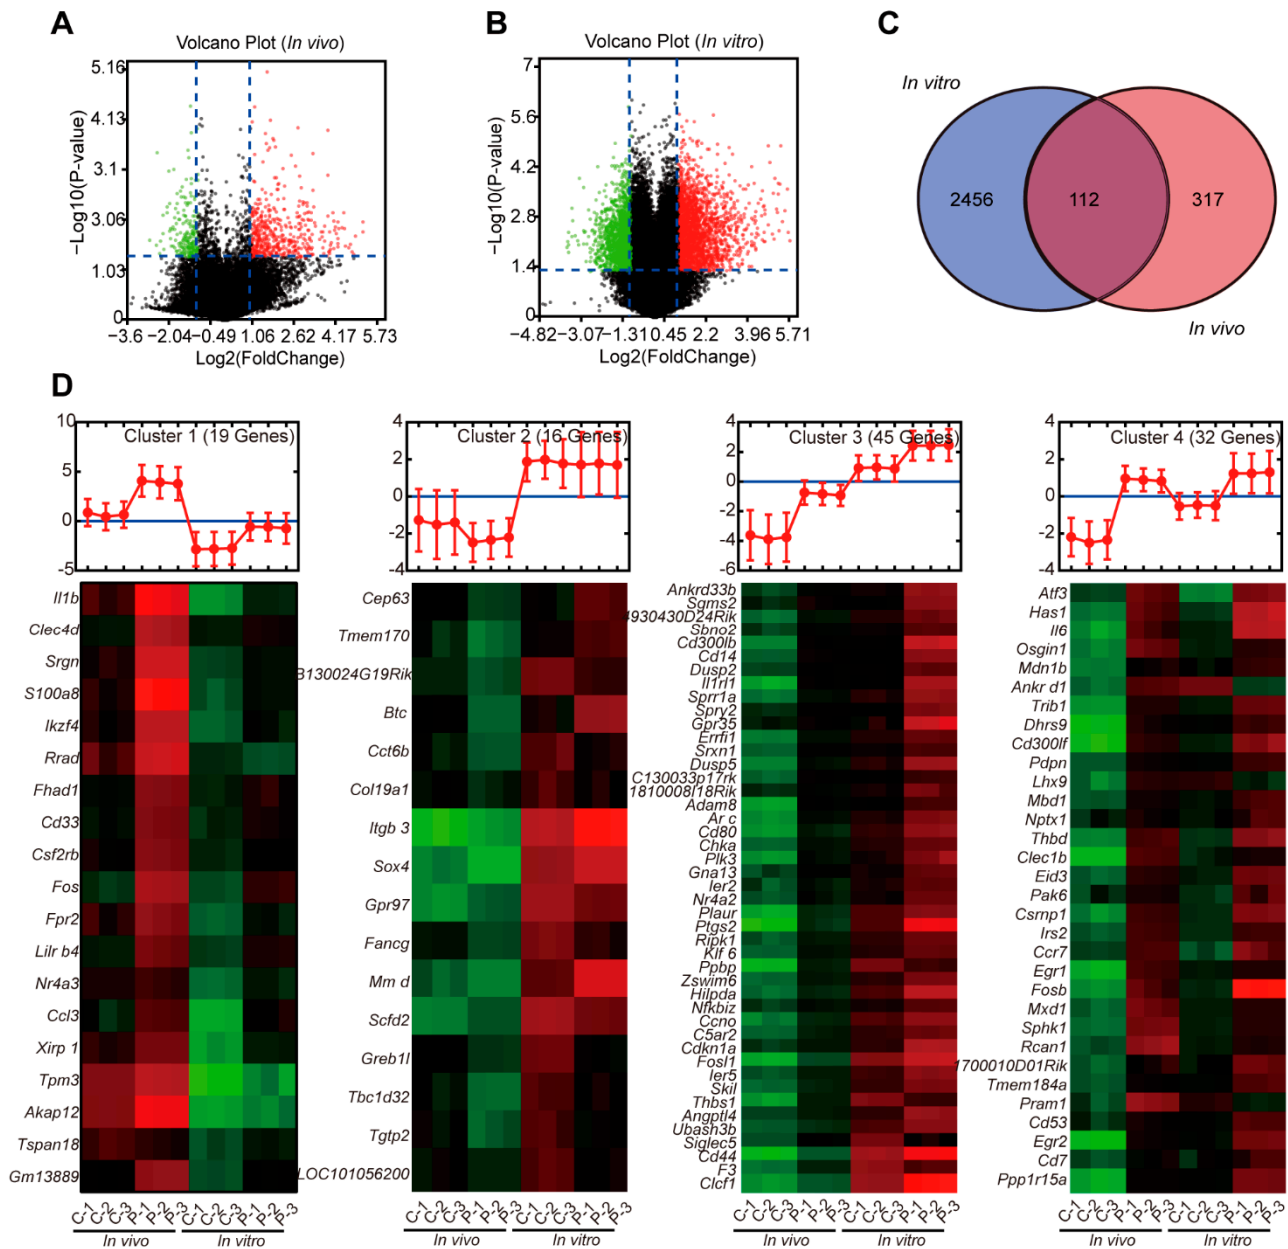 A
Volcano Plot (In vivo)
5.16
4.13
3.1
3.06
1.03
0
−Log10(P-value)
−3.6 −2.04 −0.49 1.06 2.62 4.17 5.73
Log2(FoldChange)
B
Volcano Plot (In vitro)
7
5.6
4.2
2.8
1.4
0
−Log10(P-value)
−4.82 −3.07 −1.31 0.45 2.2 3.96 5.71
Log2(FoldChange)
C
In vitro
2456
112
317
In vivo
D
10
5
0
−5
Cluster 1 (19 Genes)
Il1b
Clec4d
Srgn
S100a8
Ikzf4
Rrad
Fhad1
Cd33
Csf2rb
Fos
Fpr2
Lilr b4
Nr4a3
Ccl3
Xirp 1
Tpm3
Akap12
Tspan18
Gm13889
C-1 C-2 C-3 P-1 P-2 P-3 C-1 C-2 C-3 P-1 P-2 P-3
In vivo In vitro
4
2
0
−2
−4
Cluster 2 (16 Genes)
Cep63
Tmem170
B130024G19Rik
Btc
Cct6b
Col19a1
Itgb 3
Sox4
Gpr97
Fancg
Mm d
Scfd2
Greb1l
Tbc1d32
Tgtp2
LOC101056200
C-1 C-2 C-3 P-1 P-2 P-3 C-1 C-2 C-3 P-1 P-2 P-3
In vivo In vitro
4
2
0
−2
−4
−6
Cluster 3 (45 Genes)
Ankrd33b
Sgms2
4930430D24Rik
Sbno2
Cd300lb
Cd14
Dusp2
Il1rl1
Sprr1a
Spry2
Gpr35
Errfi1
Srxn1
Dusp5
C130033p17rk
1810008I18Rik
Adam8
Ar c
Cd80
Chka
Plk3
Gna13
Ier2
Nr4a2
Plaur
Ptgs2
Ripk1
Klf 6
Ppbp
Zswim6
Hilpda
Nfkbiz
Ccno
C5ar2
Cdkn1a
Fosl1
Ier5
Skil
Thbs1
Angptl4
Ubash3b
Siglec5
Cd44
F3
Clcf1
C-1 C-2 C-3 P-1 P-2 P-3 C-1 C-2 C-3 P-1 P-2 P-3
In vivo In vitro
4
2
0
−2
−4
Cluster 4 (32 Genes)
Atf3
Has1
Il6
Osgin1
Mdn1b
Ankr d1
Trib1
Dhrs9
Cd300lf
Pdpn
Lhx9
Mbd1
Nptx1
Thbd
Clec1b
Eid3
Pak6
Csrnp1
Irs2
Ccr7
Egr1
Fosb
Mxd1
Sphk1
Rcan1
1700010D01Rik
Tmem184a
Pram1
Cd53
Egr2
Cd7
Ppp1r15a
C-1 C-2 C-3 P-1 P-2 P-3 C-1 C-2 C-3 P-1 P-2 P-3
In vivo In vitro